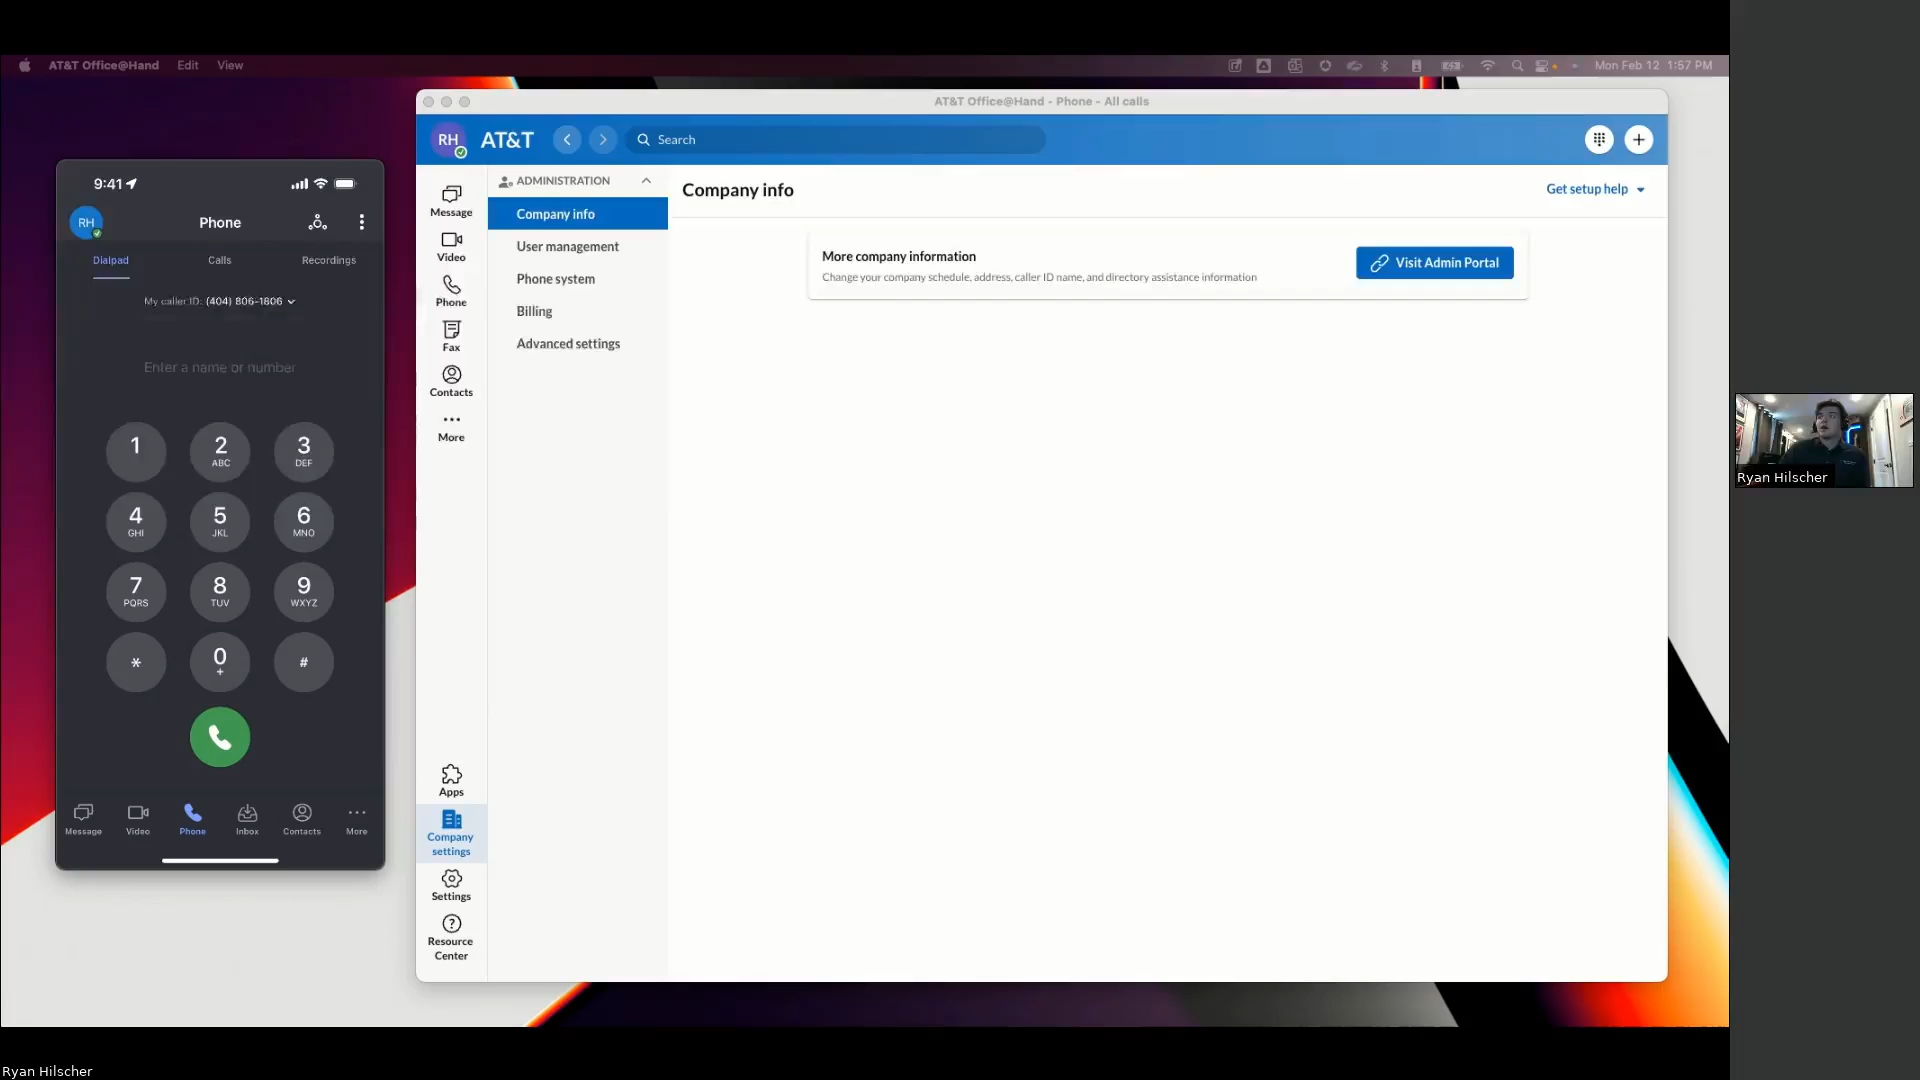 AT&T Office@Hand Edit View
Mon Feb 12 1:57 PM
9:41
RH
Phone
Dialpad Calls Recordings
My caller ID: (404) 806-1806
Enter a name or number
1
2
ABC
3
DEF
4
GHI
5
JKL
6
MNO
7
PQRS
8
TUV
9
WXYZ
*
0
+
#
Message Video Phone Inbox Contacts More
AT&T Office@Hand - Phone - All calls
RH AT&T Search
Message
Video
Phone
Fax
Contacts
More
Apps
Company
settings
Settings
Resource
Center
ADMINISTRATION
Company info
User management
Phone system
Billing
Advanced settings
Company info
Get setup help
More company information
Change your company schedule, address, caller ID name, and directory assistance information
Visit Admin Portal
Ryan Hilscher
Ryan Hilscher